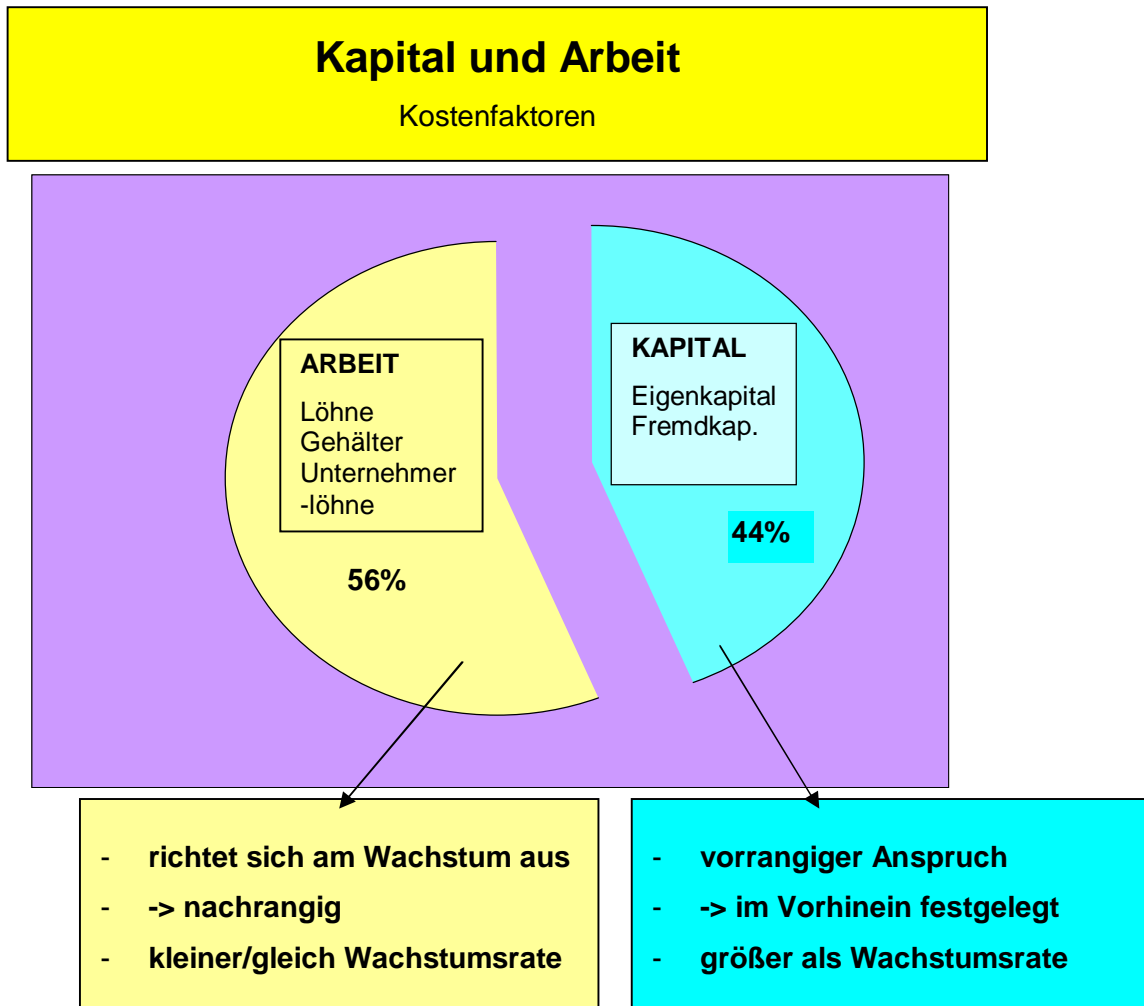 Kapital und Arbeit
Kostenfaktoren
ARBEIT
Löhne
Gehälter
Unternehmer
-löhne
56%
KAPITAL
Eigenkapital
Fremdkap.
44%
- richtet sich am Wachstum aus
- -> nachrangig
- kleiner/gleich Wachstumsrate
- vorrangiger Anspruch
- -> im Vorhinein festgelegt
- größer als Wachstumsrate